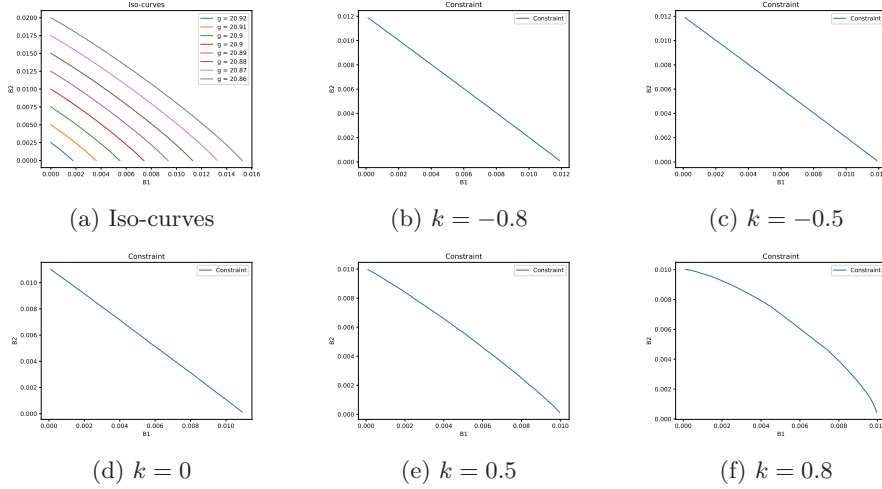 Iso-curves
0.0200
0.0175
0.0150
0.0125
0.0100
0.0075
0.0050
0.0025
0.0000
B2
g = 20.92
g = 20.91
g = 20.9
g = 20.9
g = 20.89
g = 20.88
g = 20.87
g = 20.86
0.000 0.002 0.004 0.006 0.008 0.010 0.012 0.014 0.016
B1
(a) Iso-curves
Constraint
0.012
0.010
0.008
0.006
0.004
0.002
0.000
B2
Constraint
0.000 0.002 0.004 0.006 0.008 0.010 0.012
B1
(b) k = −0.8
Constraint
0.012
0.010
0.008
0.006
0.004
0.002
0.000
B2
Constraint
0.000 0.002 0.004 0.006 0.008 0.010 0.012
B1
(c) k = −0.5
Constraint
0.010
0.008
0.006
0.004
0.002
0.000
B2
Constraint
0.000 0.002 0.004 0.006 0.008 0.010
B1
(d) k = 0
Constraint
0.010
0.008
0.006
0.004
0.002
0.000
B2
Constraint
0.000 0.002 0.004 0.006 0.008 0.010
B1
(e) k = 0.5
Constraint
0.010
0.008
0.006
0.004
0.002
0.000
B2
Constraint
0.000 0.002 0.004 0.006 0.008 0.010
B1
(f) k = 0.8